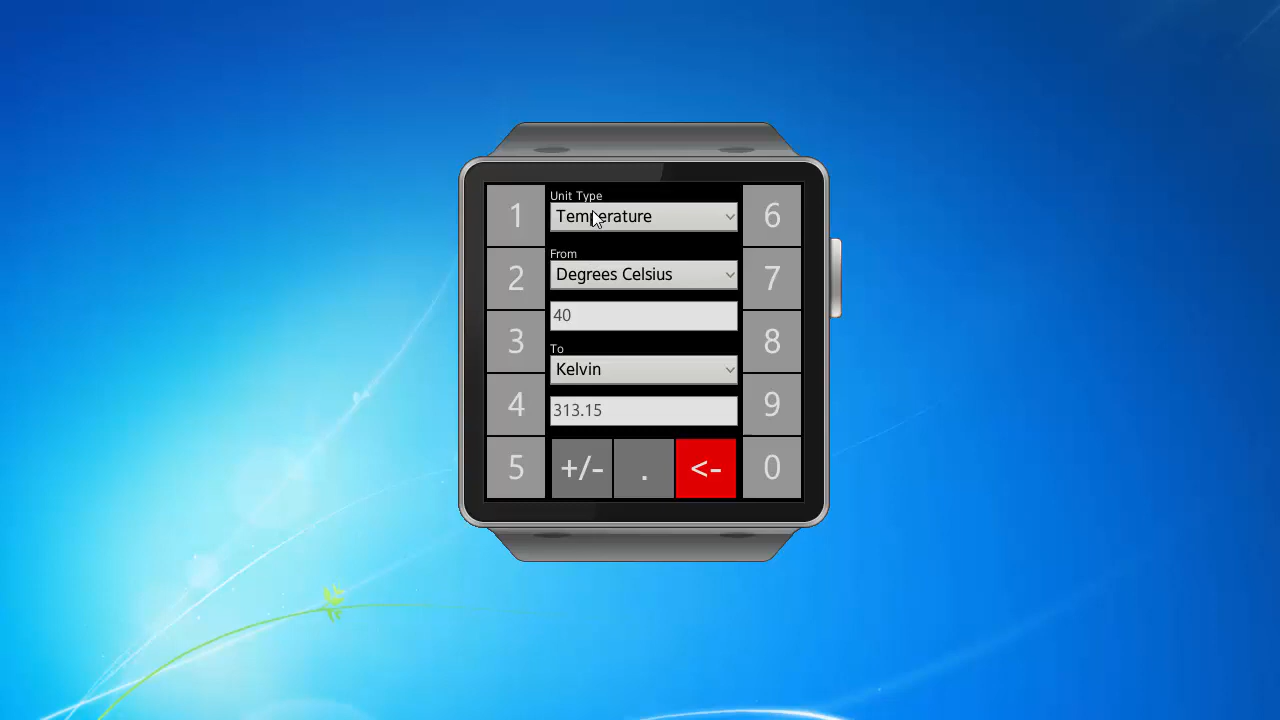 Unit Type
1 Temperature 6
From
2 Degrees Celsius 7
3 40 8
To
Kelvin
4 313.15 9
5 +/- . <- 0